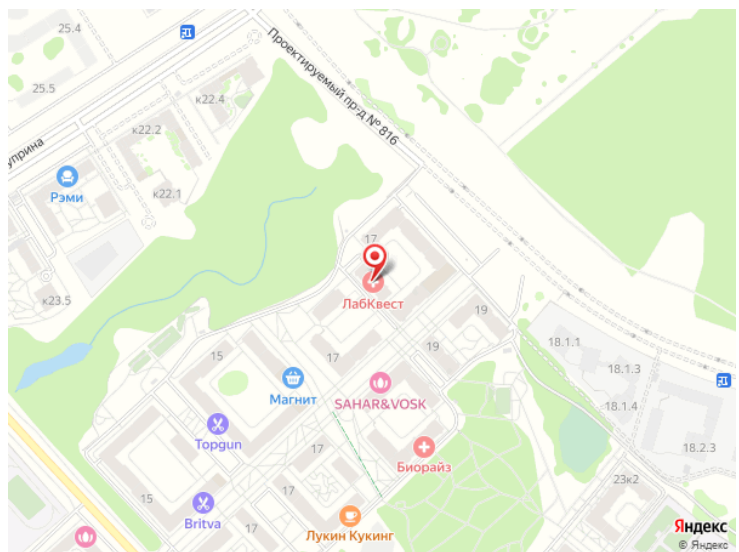 25.4
Проектируемый пр-д № 816
25.5
к22.4
к22.2
уприна
Рэми
к22.1
17
к23.5
ЛабКвест
19
18.1.1
15
17
19
18.1.3
Магнит
SAHAR&VOSK
18.1.4
Topgun
17
Биорайз
18.2.3
15
17
23к2
Britva
Лукин Кукинг
Яндекс
© Яндекс